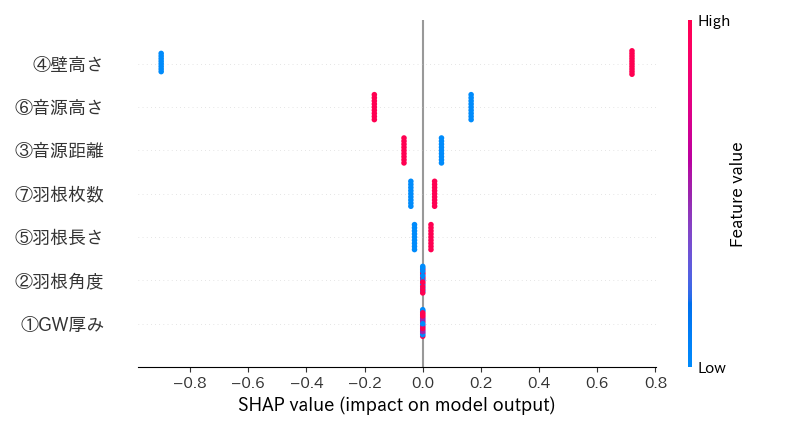 High
④壁高さ
⑥音源高さ
③音源距離
⑦羽根枚数
⑤羽根長さ
②羽根角度
①GW厚み
Feature value
Low
−0.8 −0.6 −0.4 −0.2 0.0 0.2 0.4 0.6 0.8
SHAP value (impact on model output)